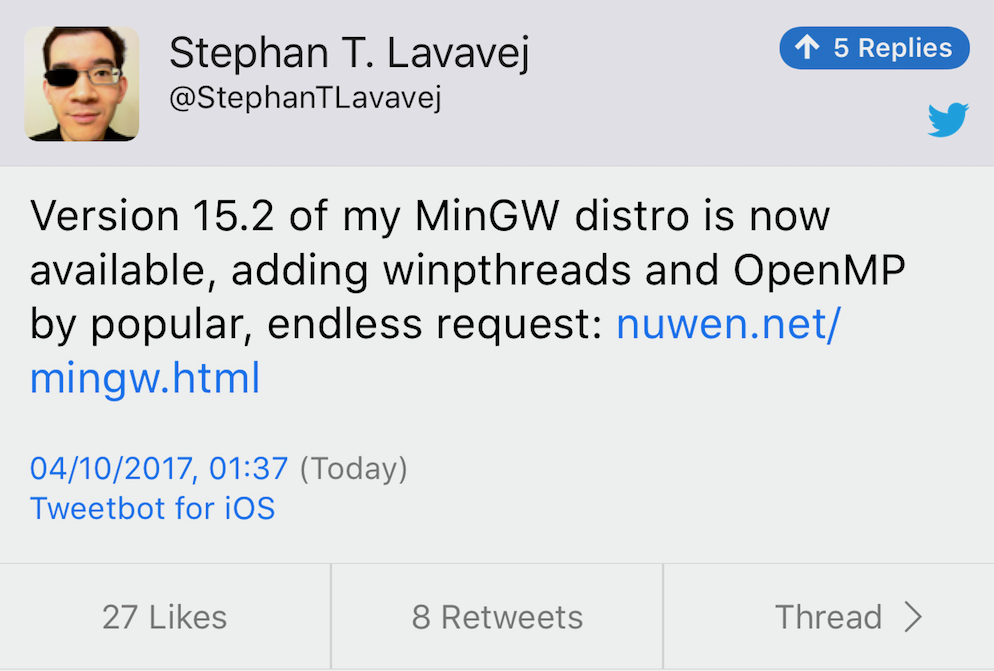 Stephan T. Lavavej
@StephanTLavavej
5 Replies
Version 15.2 of my MinGW distro is now
available, adding winpthreads and OpenMP
by popular, endless request: nuwen.net/
mingw.html
04/10/2017, 01:37 (Today)
Tweetbot for iOS
27 Likes
8 Retweets
Thread